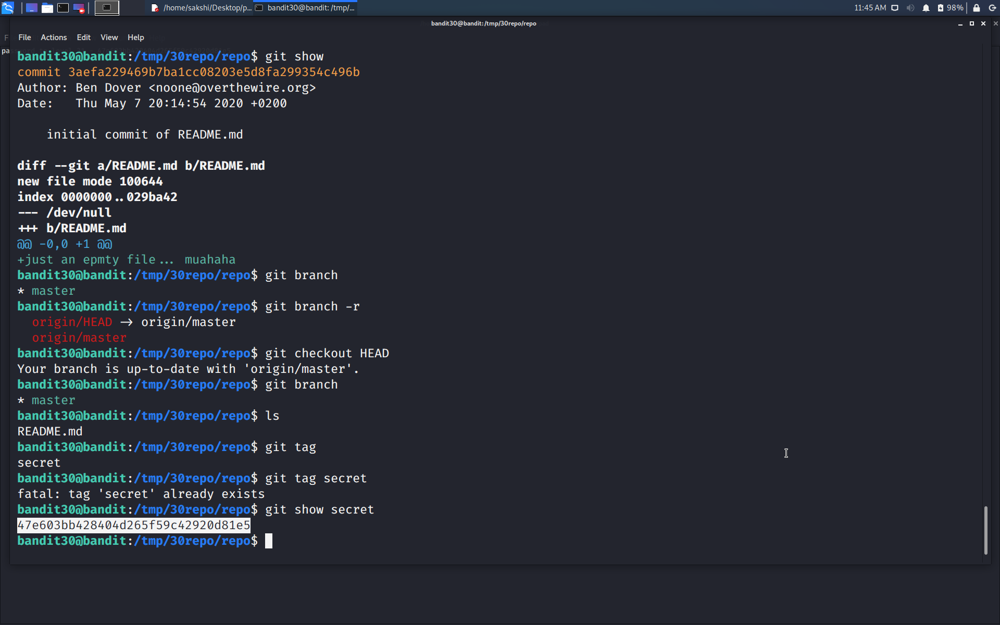 /home/sakshi/Desktop/p...
bandit30@bandit: /tmp/...
11:45 AM
98%
bandit30@bandit:/tmp/30repo/repo
File Actions Edit View Help
bandit30@bandit:/tmp/30repo/repo$ git show
commit 3aefa229469b7ba1cc08203e5d8fa299354c496b
Author: Ben Dover <noone@overthewire.org>
Date:   Thu May 7 20:14:54 2020 +0200
initial commit of README.md
diff --git a/README.md b/README.md
new file mode 100644
index 0000000..029ba42
--- /dev/null
+++ b/README.md
@@ -0,0 +1 @@
+just an epmty file... muahaha
bandit30@bandit:/tmp/30repo/repo$ git branch
* master
bandit30@bandit:/tmp/30repo/repo$ git branch -r
origin/HEAD -> origin/master
origin/master
bandit30@bandit:/tmp/30repo/repo$ git checkout HEAD
Your branch is up-to-date with 'origin/master'.
bandit30@bandit:/tmp/30repo/repo$ git branch
* master
bandit30@bandit:/tmp/30repo/repo$ ls
README.md
bandit30@bandit:/tmp/30repo/repo$ git tag
secret
bandit30@bandit:/tmp/30repo/repo$ git tag secret
fatal: tag 'secret' already exists
bandit30@bandit:/tmp/30repo/repo$ git show secret
47e603bb428404d265f59c42920d81e5
bandit30@bandit:/tmp/30repo/repo$